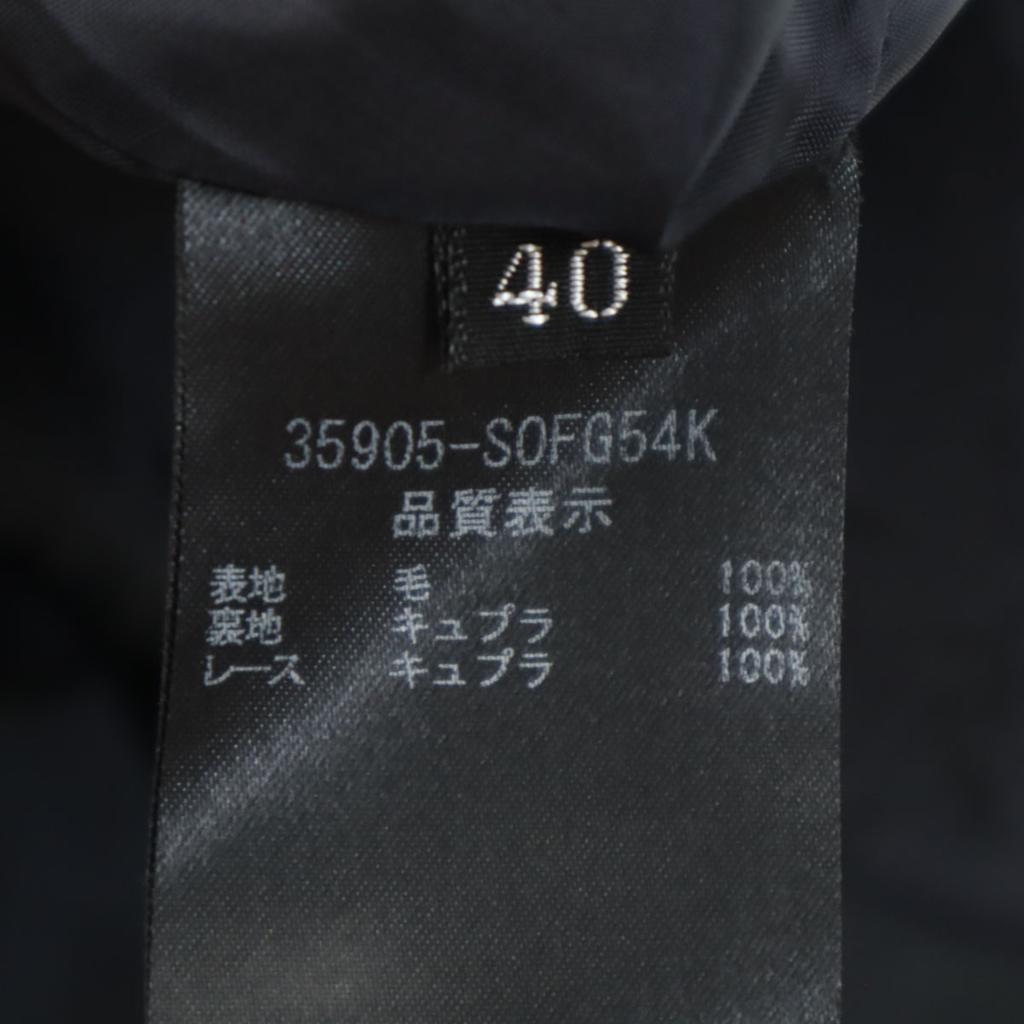 40
35905-SOFG54K
品質表示
表地 毛 100%
裏地 キュプラ 100%
レース キュプラ 100%